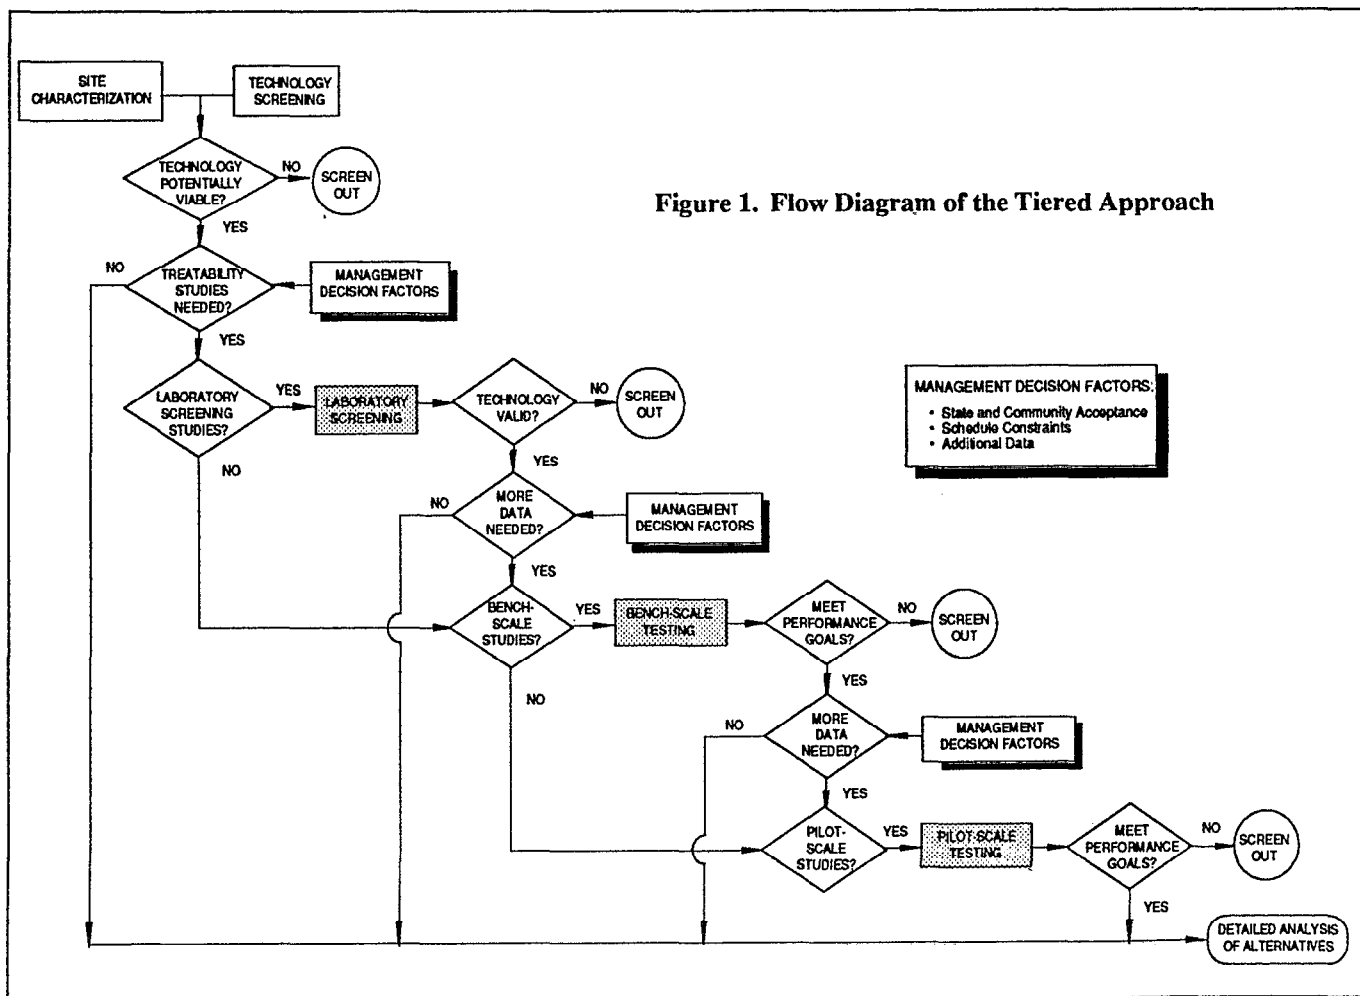 SITE
CHARACTERIZATION
TECHNOLOGY
SCREENING
TECHNOLOGY
POTENTIALLY
VIABLE?
NO
SCREEN
OUT
Figure 1. Flow Diagram of the Tiered Approach
YES
NO
TREATABILITY
STUDIES
NEEDED?
MANAGEMENT
DECISION FACTORS
YES
LABORATORY
SCREENING
STUDIES?
YES
LABORATORY
SCREENING
TECHNOLOGY
VALID?
NO
SCREEN
OUT
MANAGEMENT DECISION FACTORS:
• State and Community Acceptance
• Schedule Constraints
• Additional Data
NO
YES
NO
MORE
DATA
NEEDED?
MANAGEMENT
DECISION FACTORS
YES
BENCH-
SCALE
STUDIES?
YES
BENCH-SCALE
TESTING
MEET
PERFORMANCE
GOALS?
NO
SCREEN
OUT
NO
YES
NO
MORE
DATA
NEEDED?
MANAGEMENT
DECISION FACTORS
YES
PILOT-
SCALE
STUDIES?
YES
PILOT-SCALE
TESTING
MEET
PERFORMANCE
GOALS?
NO
SCREEN
OUT
YES
DETAILED ANALYSIS
OF ALTERNATIVES